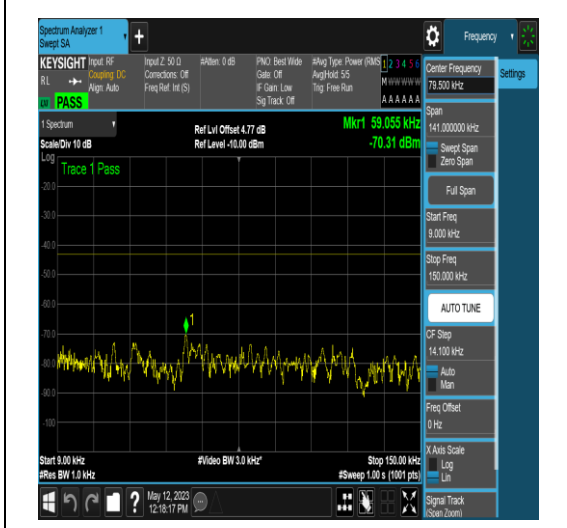 Spectrum Analyzer 1
Swept SA
+
Frequency
KEYSIGHT
RL
Input: RF
Coupling: DC
Align: Auto
Input Z: 50 Ω
Corrections: Off
Freq Ref: Int (S)
#Atten: 0 dB
PNO: Best Wide
Gate: Off
IF Gain: Low
Sig Track: Off
#Avg Type: Power (RMS
Avg|Hold: 5/5
Trig: Free Run
1 2 3 4 5 6
M W W W W W
A A A A A A
PASS
1 Spectrum
Scale/Div 10 dB
Ref Lvl Offset 4.77 dB
Ref Level -10.00 dBm
Mkr1 59.055 kHz
-70.31 dBm
Log
Trace 1 Pass
-20.0
-30.0
-40.0
-50.0
-60.0
-70.0
-80.0
-90.0
-100
1
Start 9.00 kHz
#Res BW 1.0 kHz
#Video BW 3.0 kHz*
Stop 150.00 kHz
#Sweep 1.00 s (1001 pts)
?
May 12, 2023
12:18:17 PM
Center Frequency
79.500 kHz
Settings
Span
141.000000 kHz
Swept Span
Zero Span
Full Span
Start Freq
9.000 kHz
Stop Freq
150.000 kHz
AUTO TUNE
CF Step
14.100 kHz
Auto
Man
Freq Offset
0 Hz
X Axis Scale
Log
Lin
Signal Track
(Span Zoom)